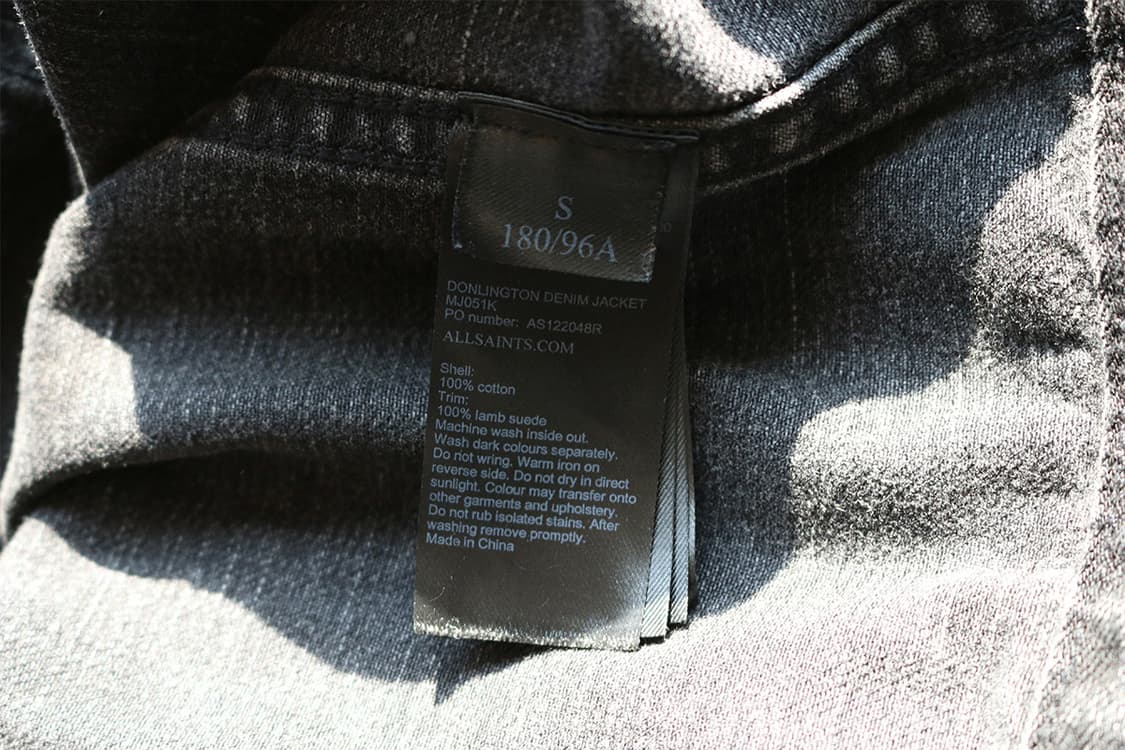 S
180/96A
DONLINGTON DENIM JACKET
MJ051K
PO number: AS122048R
ALLSAINTS.COM
Shell:
100% cotton
Trim:
100% lamb suede
Machine wash inside out.
Wash dark colours separately.
Do not wring. Warm iron on
reverse side. Do not dry in direct
sunlight. Colour may transfer onto
other garments and upholstery.
Do not rub isolated stains. After
washing remove promptly.
Made in China